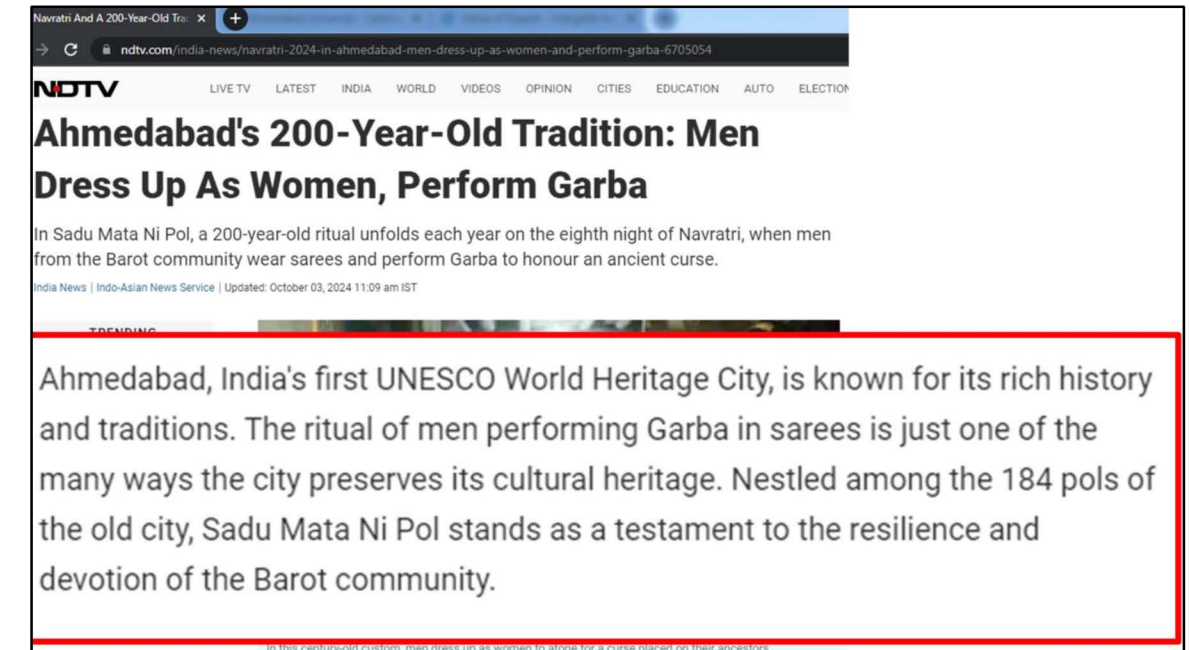 Navratri And A 200-Year-Old Tra
ndtv.com/india-news/navratri-2024-in-ahmedabad-men-dress-up-as-women-and-perform-garba-6705054
NDTV LIVE TV LATEST INDIA WORLD VIDEOS OPINION CITIES EDUCATION AUTO ELECTION
Ahmedabad's 200-Year-Old Tradition: Men
Dress Up As Women, Perform Garba
In Sadu Mata Ni Pol, a 200-year-old ritual unfolds each year on the eighth night of Navratri, when men
from the Barot community wear sarees and perform Garba to honour an ancient curse.
India News | Indo-Asian News Service | Updated: October 03, 2024 11:09 am IST
TRENDING
Ahmedabad, India's first UNESCO World Heritage City, is known for its rich history
and traditions. The ritual of men performing Garba in sarees is just one of the
many ways the city preserves its cultural heritage. Nestled among the 184 pols of
the old city, Sadu Mata Ni Pol stands as a testament to the resilience and
devotion of the Barot community.
In this century-old custom, men dress up as women to atone for a curse placed on their ancestors